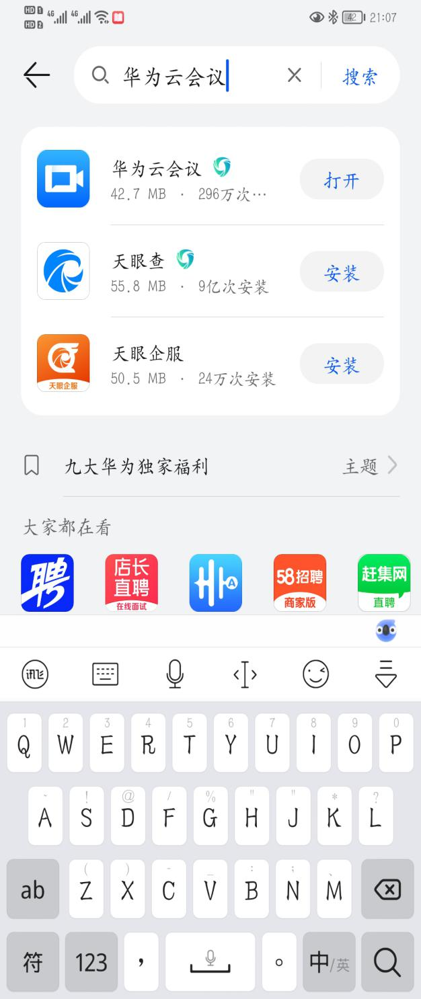 HD 1 4G 4G 42 21:07
HD 2
华为云会议 搜索
华为云会议
42.7 MB · 296万次… 打开
天眼查
55.8 MB · 9亿次安装 安装
天眼企服
50.5 MB · 24万次安装 安装
天眼企服
九大华为独家福利 主题
大家都在看
聘 店长 58招聘 赶集网
直聘 A 商家版 直聘
在线面试
讯飞
1 2 3 4 5 6 7 8 9 0
Q W E R T Y U I O P
~ ! @ / % " " * ?
A S D F G H J K L
( ) - _ : ; 、
ab Z X C V B N M
符 123 ， 。 中/英